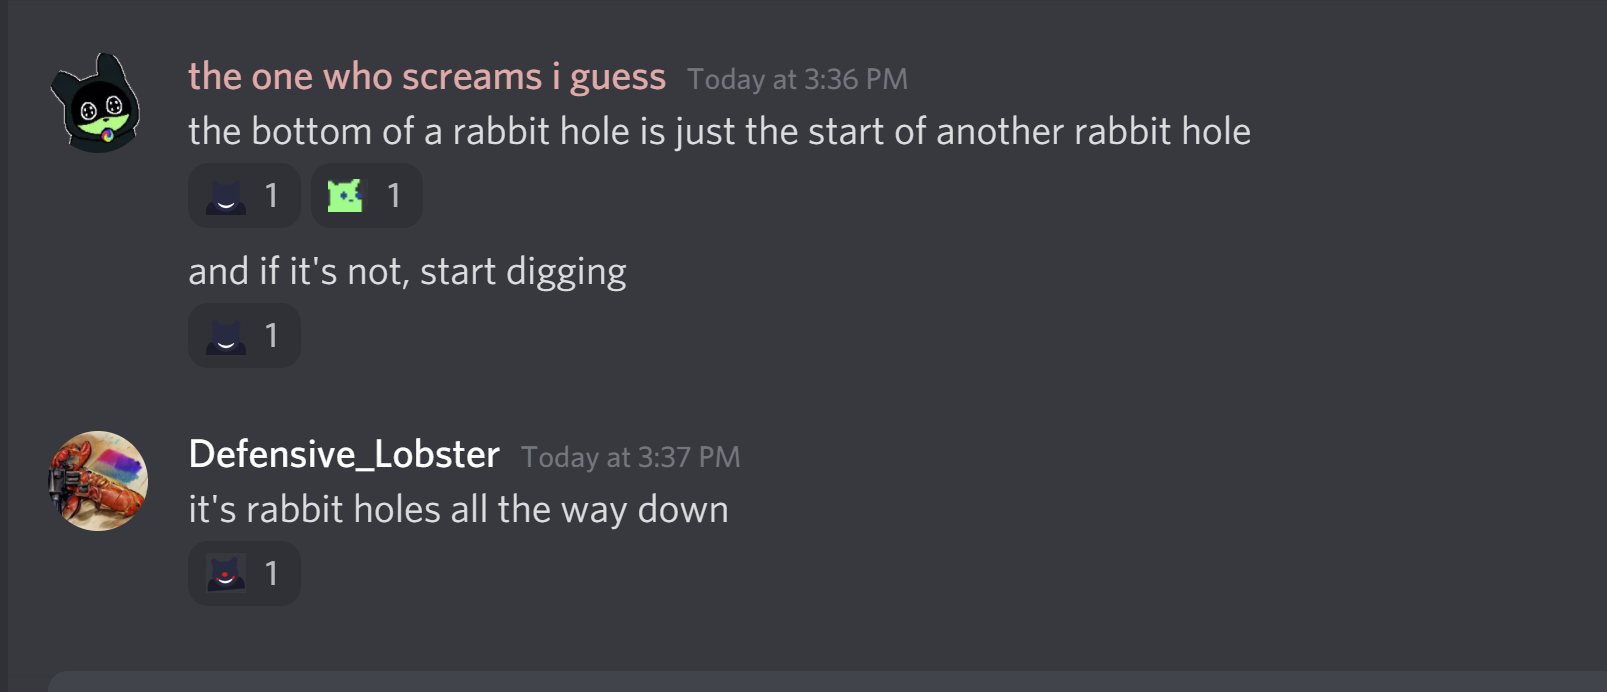 the one who screams i guess Today at 3:36 PM
the bottom of a rabbit hole is just the start of another rabbit hole
1 1
and if it's not, start digging
1
Defensive_Lobster Today at 3:37 PM
it's rabbit holes all the way down
1